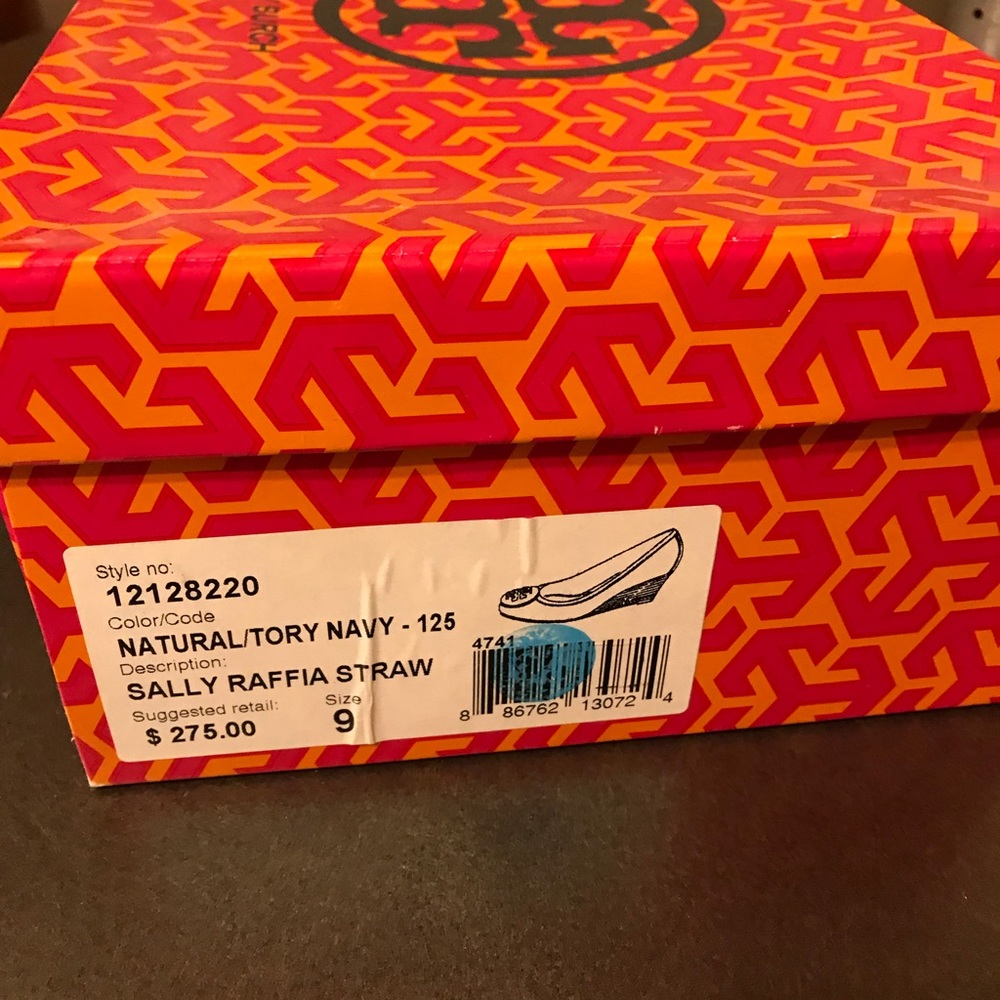 BURCH
Style no:
12128220
Color/Code
NATURAL/TORY NAVY - 125
Description:
SALLY RAFFIA STRAW
Suggested retail: Size
$ 275.00 9
4741
8 86762 13072 4